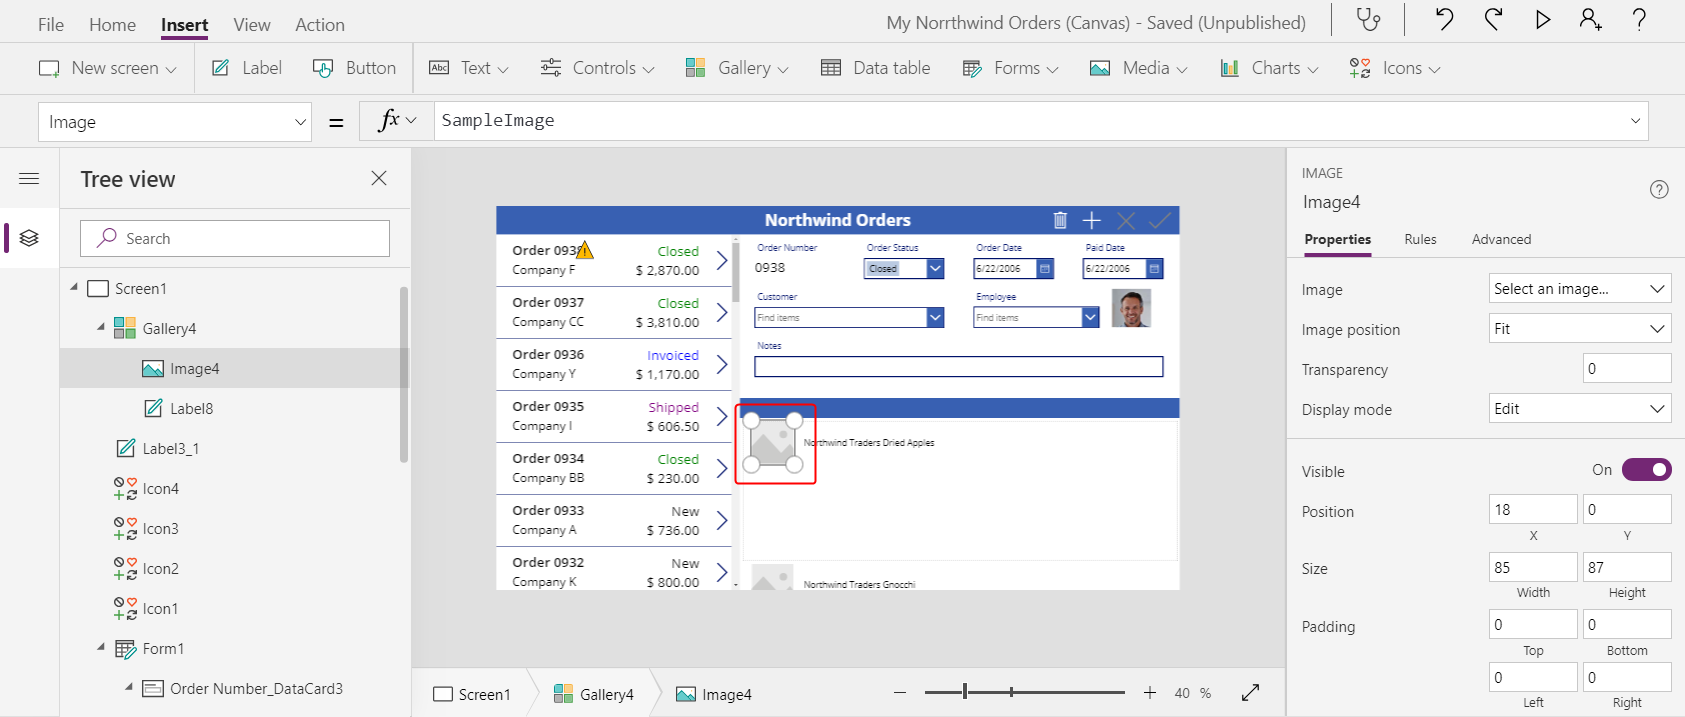 File Home Insert View Action My Norrthwind Orders (Canvas) - Saved (Unpublished) ?
New screen Label Button Abc Text Controls Gallery Data table Forms Media Charts Icons
Image = fx SampleImage
Tree view
Search
Screen1
Gallery4
Image4
Label8
Label3_1
Icon4
Icon3
Icon2
Icon1
Form1
Order Number_DataCard3
Northwind Orders
Order 0938 Closed
Company F $ 2,870.00
Order 0937 Closed
Company CC $ 3,810.00
Order 0936 Invoiced
Company Y $ 1,170.00
Order 0935 Shipped
Company I $ 606.50
Order 0934 Closed
Company BB $ 230.00
Order 0933 New
Company A $ 736.00
Order 0932 New
Company K $ 800.00
Order Number Order Status Order Date Paid Date
0938 Closed 6/22/2006 6/22/2006
Customer Employee
Find items Find items
Notes
Northwind Traders Dried Apples
Northwind Traders Gnocchi
Screen1 Gallery4 Image4 40 %
IMAGE
Image4 ?
Properties Rules Advanced
Image Select an image...
Image position Fit
Transparency 0
Display mode Edit
Visible On
Position 18 0
X Y
Size 85 87
Width Height
Padding 0 0
Top Bottom
0 0
Left Right